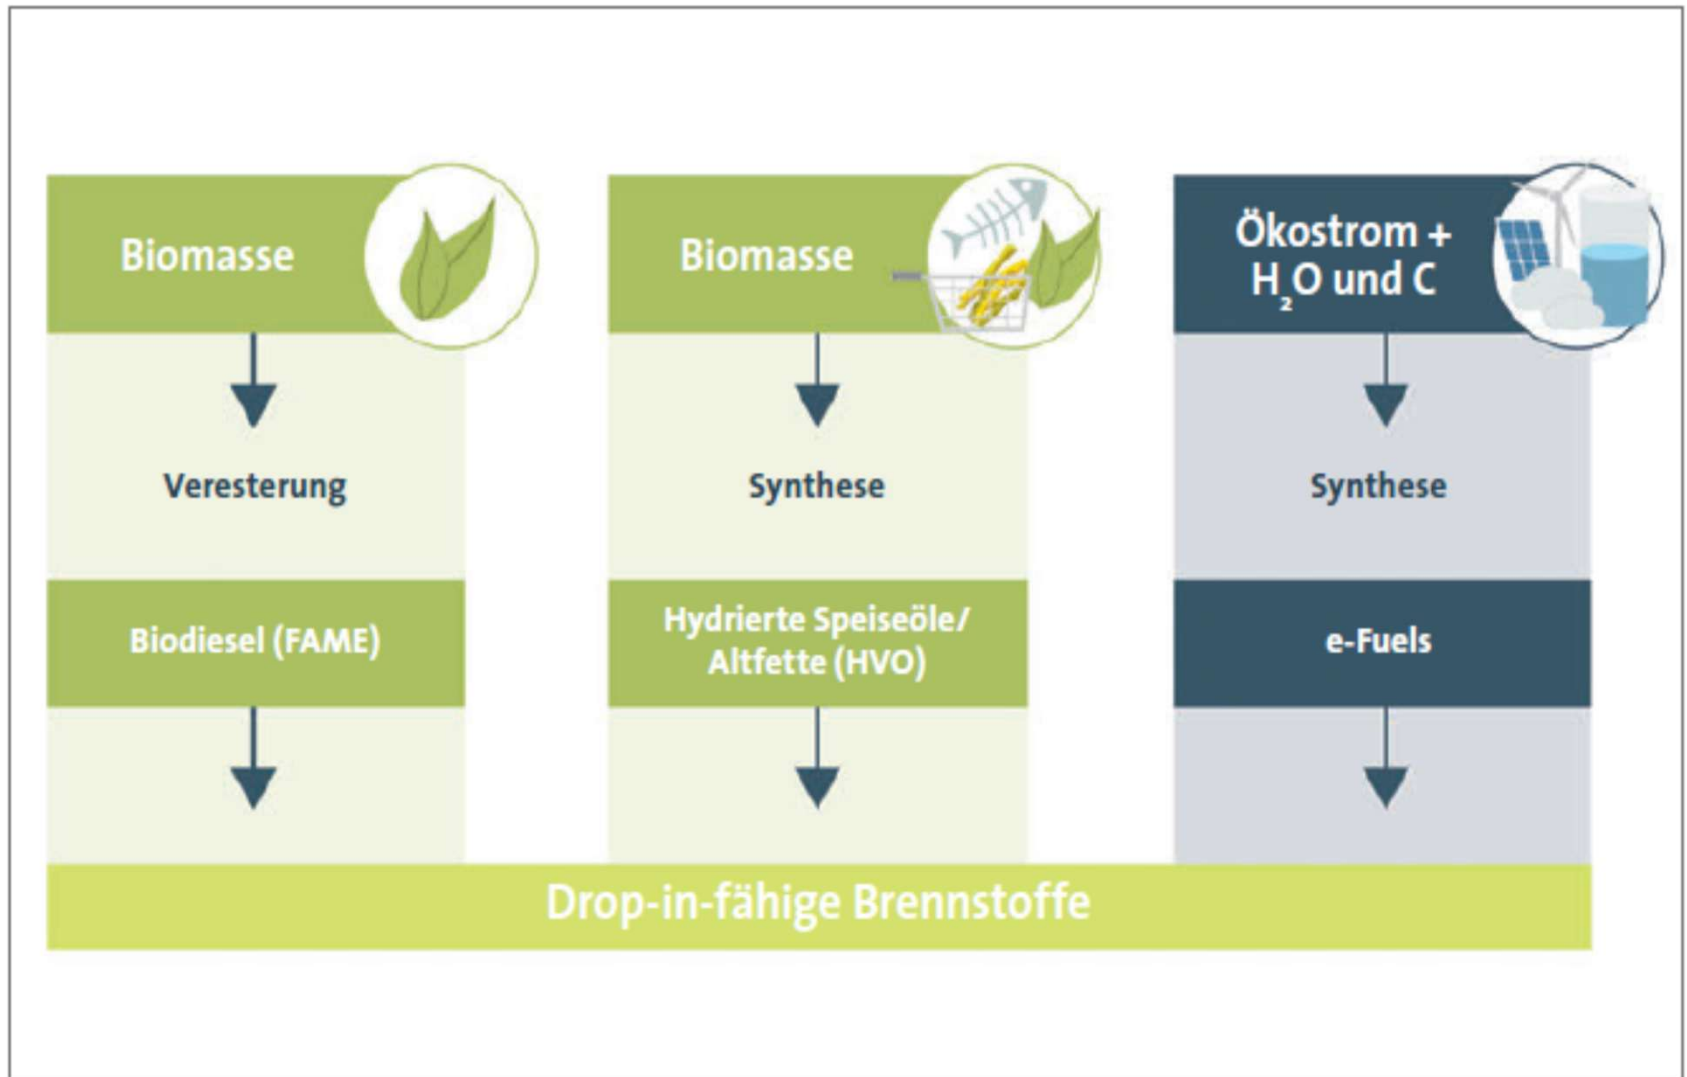 Biomasse
Veresterung
Biodiesel (FAME)
Biomasse
Synthese
Hydrierte Speiseöle/
Altfette (HVO)
Ökostrom +
H₂O und C
Synthese
e-Fuels
Drop-in-fähige Brennstoffe